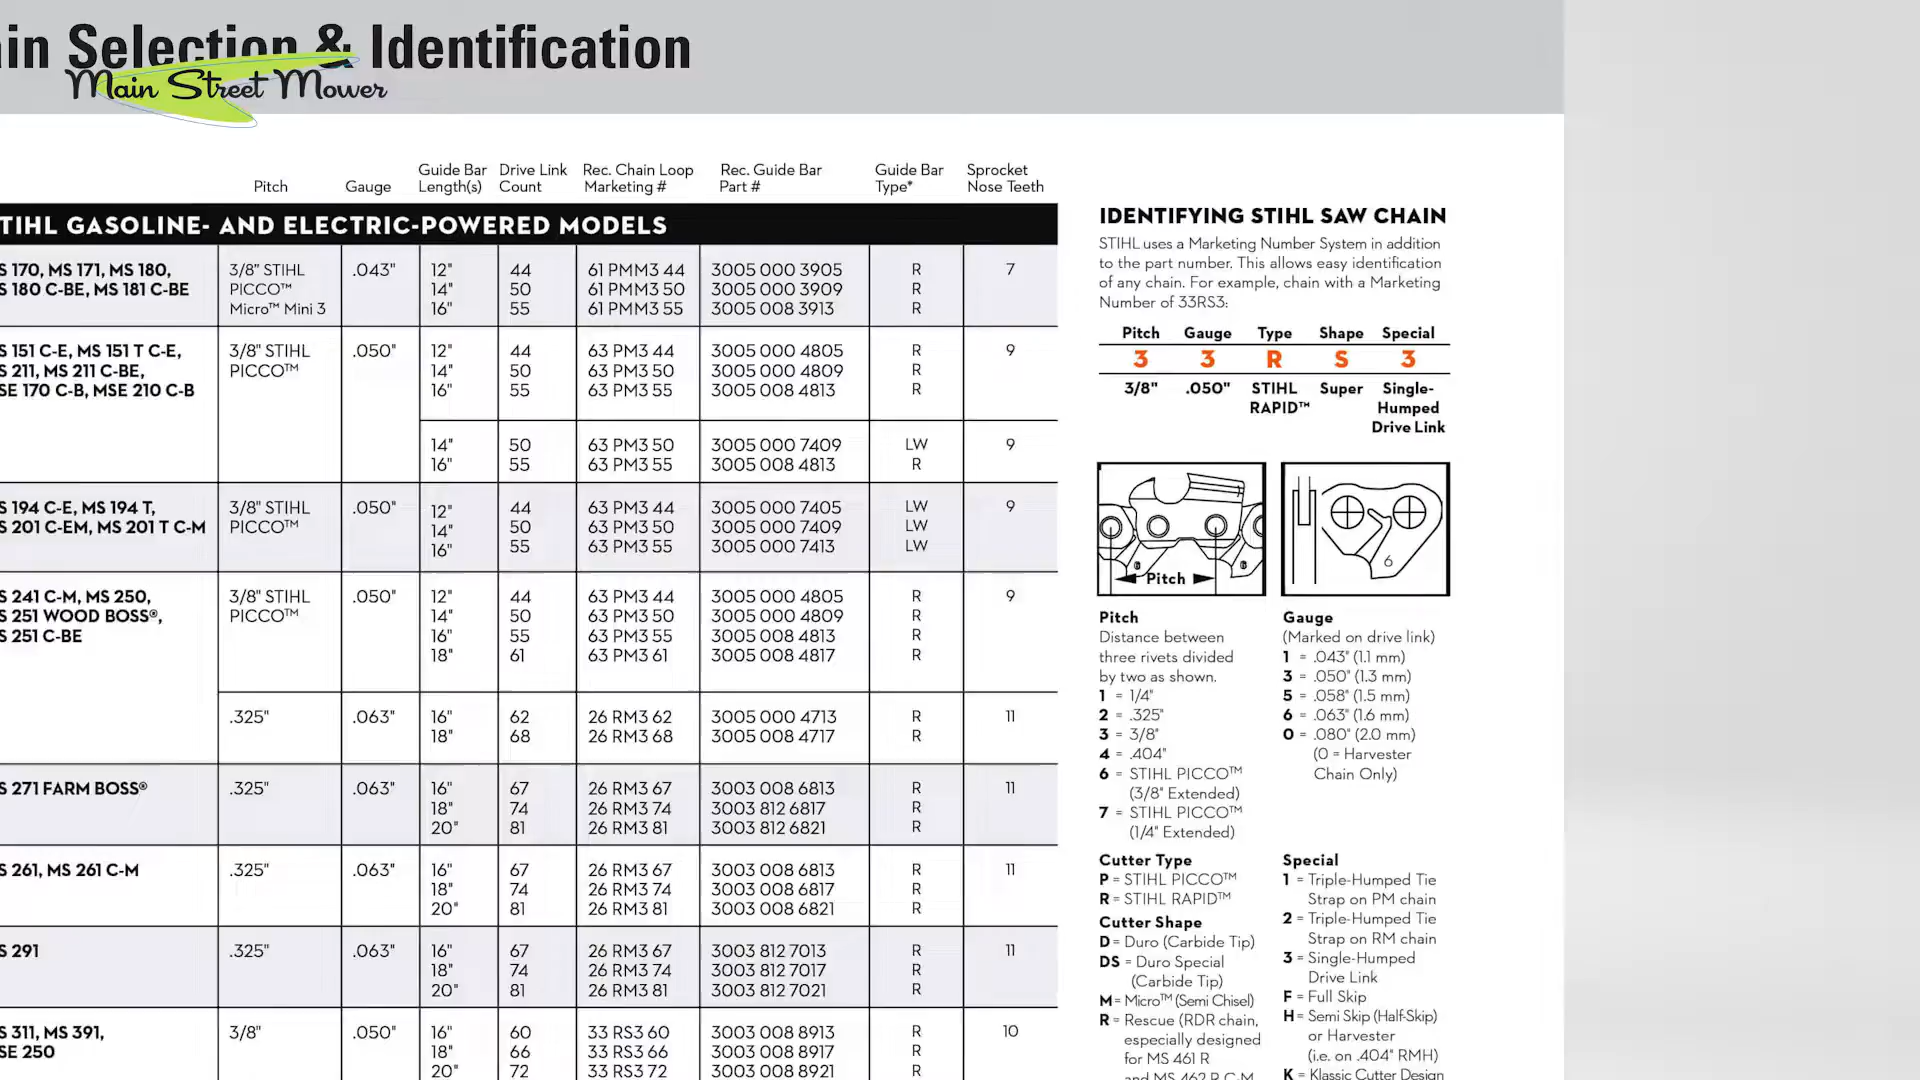 in Selection & Identification
Main Street Mower
Pitch Gauge Guide Bar Length(s) Drive Link Count Rec. Chain Loop Marketing # Rec. Guide Bar Part # Guide Bar Type* Sprocket Nose Teeth
TIHL GASOLINE- AND ELECTRIC-POWERED MODELS
S 170, MS 171, MS 180, 3/8" STIHL .043" 12" 44 61 PMM3 44 3005 000 3905 R 7
S 180 C-BE, MS 181 C-BE PICCO™ 14" 50 61 PMM3 50 3005 000 3909 R
Micro™ Mini 3 16" 55 61 PMM3 55 3005 008 3913 R
S 151 C-E, MS 151 T C-E, 3/8" STIHL .050" 12" 44 63 PM3 44 3005 000 4805 R 9
S 211, MS 211 C-BE, PICCO™ 14" 50 63 PM3 50 3005 000 4809 R
SE 170 C-B, MSE 210 C-B 16" 55 63 PM3 55 3005 008 4813 R
14" 50 63 PM3 50 3005 000 7409 LW 9
16" 55 63 PM3 55 3005 008 4813 R
S 194 C-E, MS 194 T, 3/8" STIHL .050" 12" 44 63 PM3 44 3005 000 7405 LW 9
S 201 C-EM, MS 201 T C-M PICCO™ 14" 50 63 PM3 50 3005 000 7409 LW
16" 55 63 PM3 55 3005 000 7413 LW
S 241 C-M, MS 250, 3/8" STIHL .050" 12" 44 63 PM3 44 3005 000 4805 R 9
S 251 WOOD BOSS®, PICCO™ 14" 50 63 PM3 50 3005 000 4809 R
S 251 C-BE 16" 55 63 PM3 55 3005 008 4813 R
18" 61 63 PM3 61 3005 008 4817 R
.325" .063" 16" 62 26 RM3 62 3005 000 4713 R 11
18" 68 26 RM3 68 3005 008 4717 R
S 271 FARM BOSS® .325" .063" 16" 67 26 RM3 67 3003 008 6813 R 11
18" 74 26 RM3 74 3003 812 6817 R
20" 81 26 RM3 81 3003 812 6821 R
S 261, MS 261 C-M .325" .063" 16" 67 26 RM3 67 3003 008 6813 R 11
18" 74 26 RM3 74 3003 008 6817 R
20" 81 26 RM3 81 3003 008 6821 R
S 291 .325" .063" 16" 67 26 RM3 67 3003 812 7013 R 11
18" 74 26 RM3 74 3003 812 7017 R
20" 81 26 RM3 81 3003 812 7021 R
S 311, MS 391, 3/8" .050" 16" 60 33 RS3 60 3003 008 8913 R 10
SE 250 18" 66 33 RS3 66 3003 008 8917 R
20" 72 33 RS3 72 3003 008 8921 R
IDENTIFYING STIHL SAW CHAIN
STIHL uses a Marketing Number System in addition
to the part number. This allows easy identification
of any chain. For example, chain with a Marketing
Number of 33RS3:
Pitch Gauge Type Shape Special
3 3 R S 3
3/8" .050" STIHL Super Single-
RAPID™ Humped
Drive Link
Pitch
6
6
6
Pitch
Distance between
three rivets divided
by two as shown.
1 = 1/4"
2 = .325"
3 = 3/8"
4 = .404"
6 = STIHL PICCO™
(3/8" Extended)
7 = STIHL PICCO™
(1/4" Extended)
Gauge
(Marked on drive link)
1 = .043" (1.1 mm)
3 = .050" (1.3 mm)
5 = .058" (1.5 mm)
6 = .063" (1.6 mm)
0 = .080" (2.0 mm)
(0 = Harvester
Chain Only)
Cutter Type
P = STIHL PICCO™
R = STIHL RAPID™
Cutter Shape
D = Duro (Carbide Tip)
DS = Duro Special
(Carbide Tip)
M = Micro™ (Semi Chisel)
R = Rescue (RDR chain,
especially designed
for MS 461 R
and MS 462 R C-M
Special
1 = Triple-Humped Tie
Strap on PM chain
2 = Triple-Humped Tie
Strap on RM chain
3 = Single-Humped
Drive Link
F = Full Skip
H = Semi Skip (Half-Skip)
or Harvester
(i.e. on .404" RMH)
K = Klassic Cutter Design